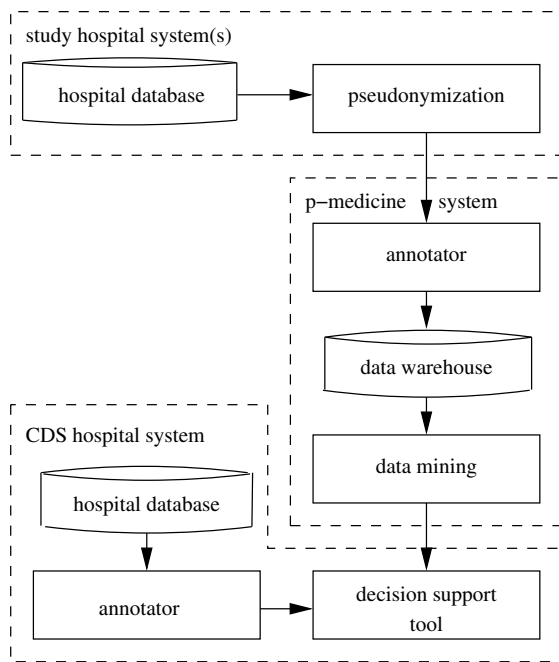 study hospital system(s)
hospital database
pseudonymization
p−medicine system
annotator
data warehouse
data mining
CDS hospital system
hospital database
annotator
decision support
tool